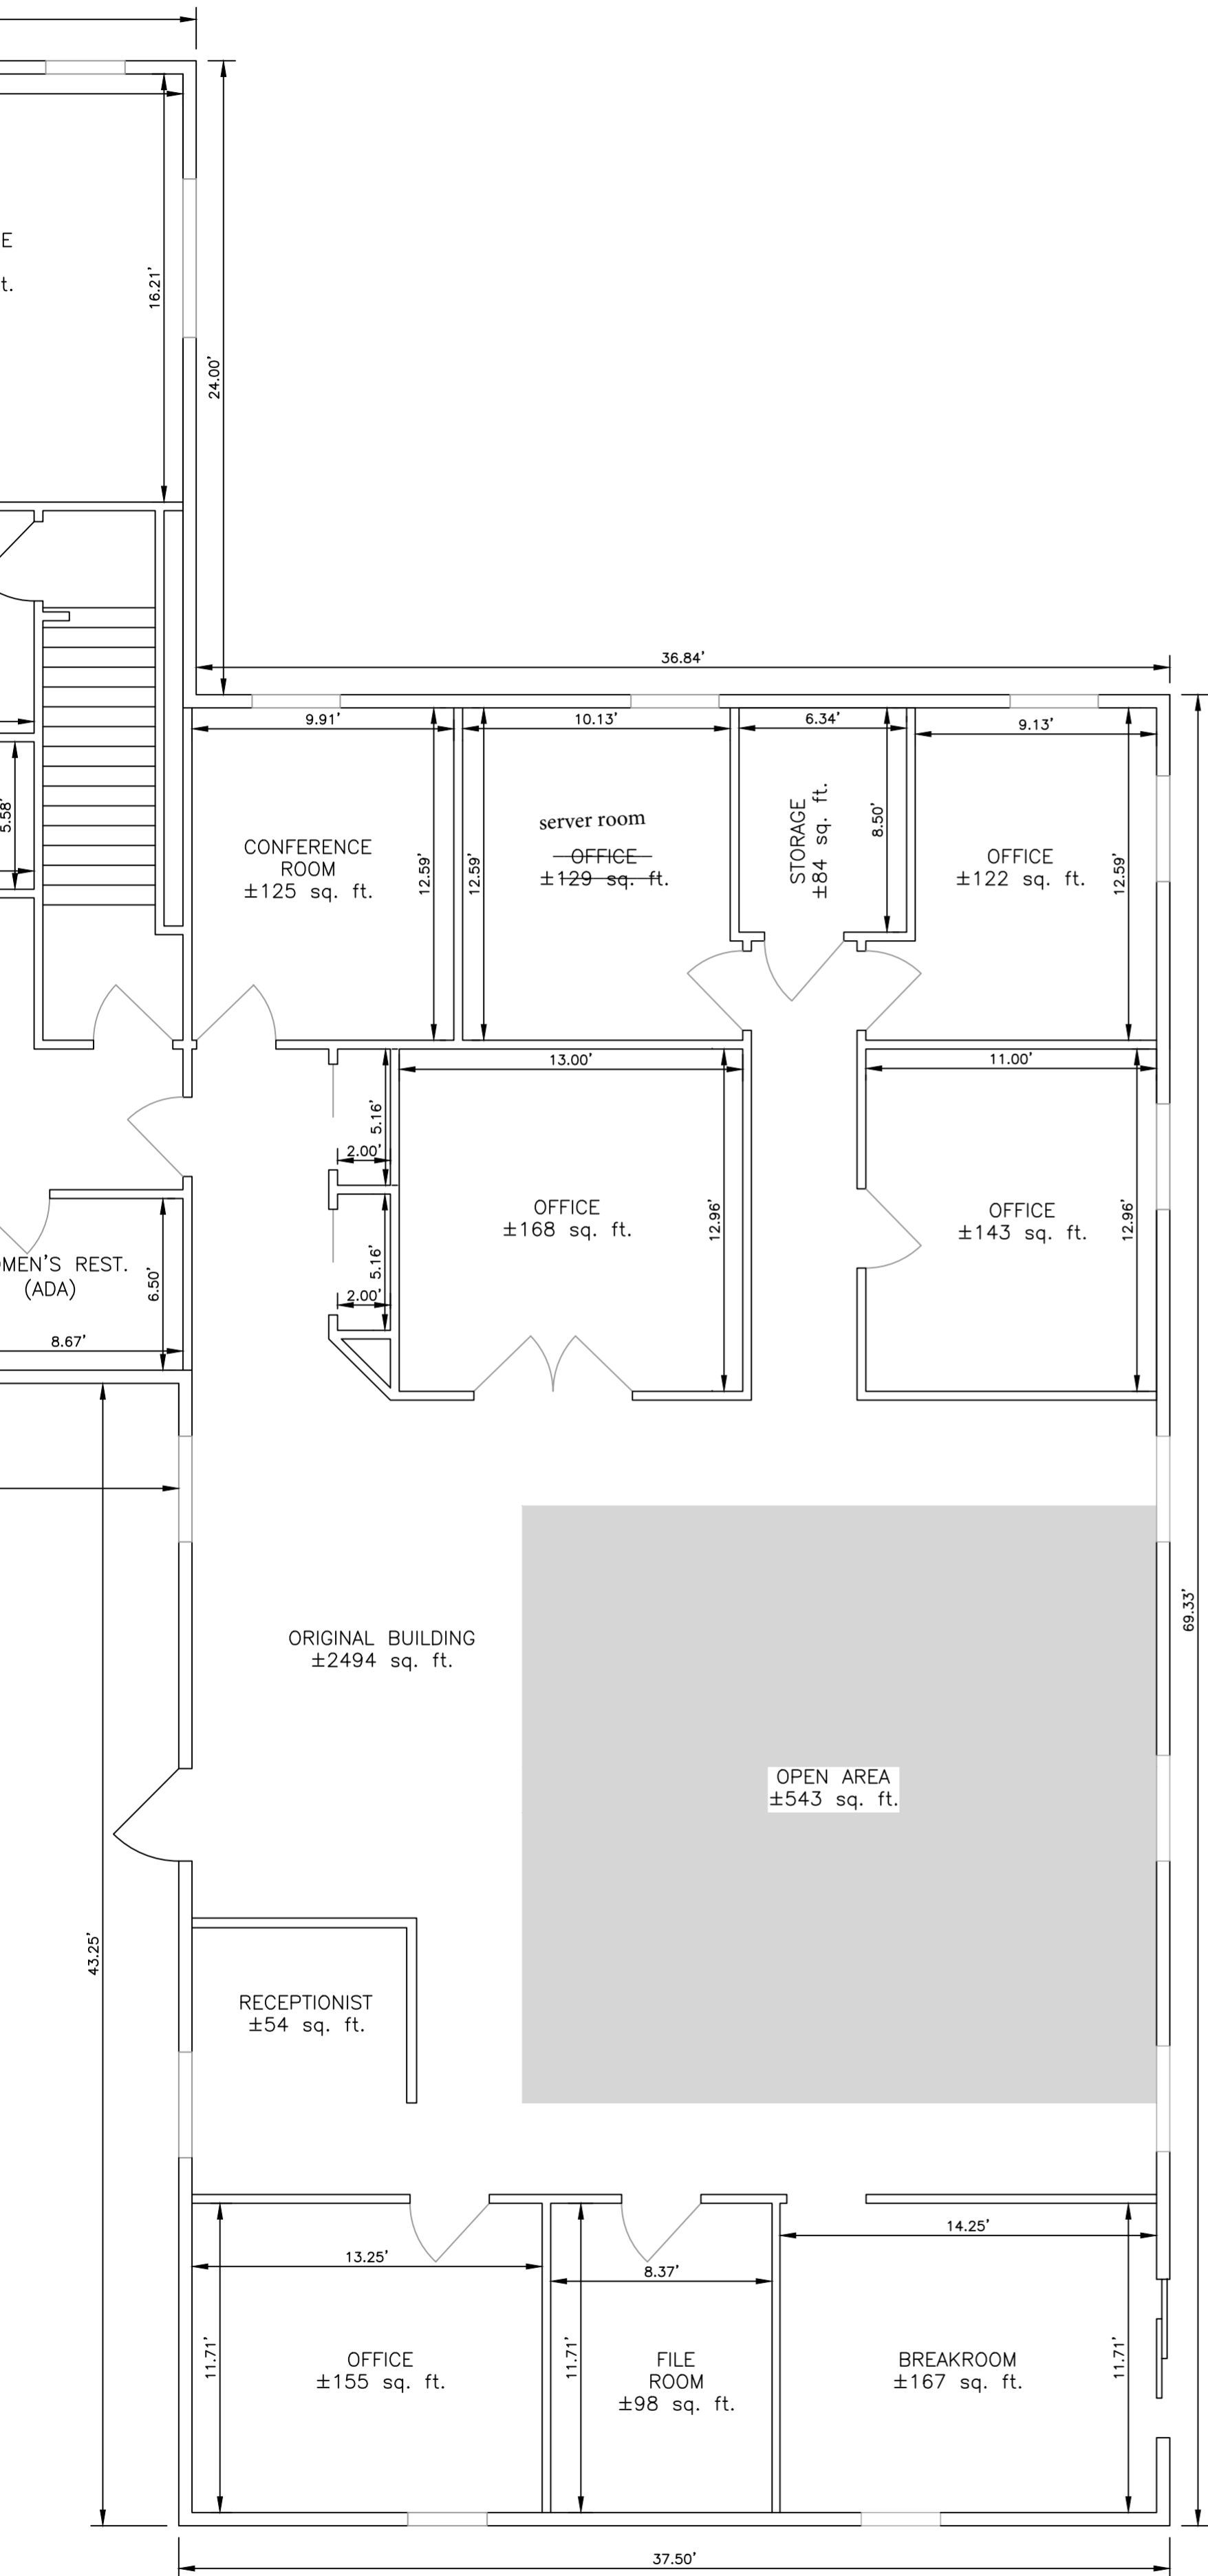 E
t.
16.21'
24.00'
36.84'
9.91'
10.13'
6.34'
9.13'
5.58'
CONFERENCE
ROOM
±125 sq. ft.
12.59'
12.59'
server room
OFFICE
±129 sq. ft.
STORAGE
±84 sq. ft.
8.50'
OFFICE
±122 sq. ft.
12.59'
13.00'
11.00'
5.16'
2.00'
5.16'
2.00'
OFFICE
±168 sq. ft.
12.96'
OFFICE
±143 sq. ft.
12.96'
OMEN'S REST.
(ADA)
6.50'
8.67'
69.33'
ORIGINAL BUILDING
±2494 sq. ft.
OPEN AREA
±543 sq. ft.
43.25'
RECEPTIONIST
±54 sq. ft.
13.25'
8.37'
14.25'
11.71'
OFFICE
±155 sq. ft.
11.71'
FILE
ROOM
±98 sq. ft.
BREAKROOM
±167 sq. ft.
11.71'
37.50'